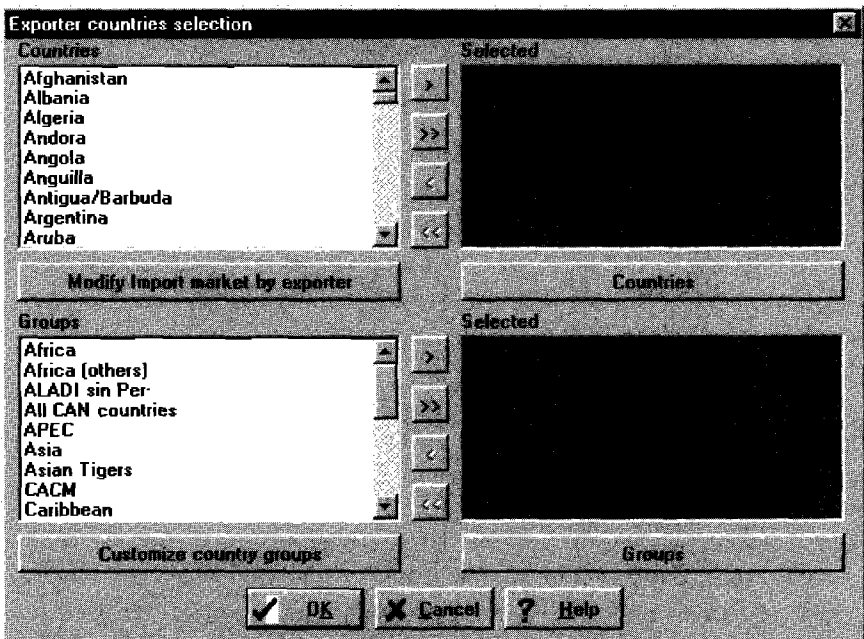 Exporter countries selection
Countries
Selected
Afghanistan
Albania
Algeria
Andora
Angola
Anguilla
Antigua/Barbuda
Argentina
Aruba
>
>>
<
<<
Modify Import market by exporter
Countries
Groups
Selected
Africa
Africa (others)
ALADI sin Per-
All CAN countries
APEC
Asia
Asian Tigers
CACM
Caribbean
>
>>
<
<<
Customize country groups
Groups
OK
Cancel
? Help